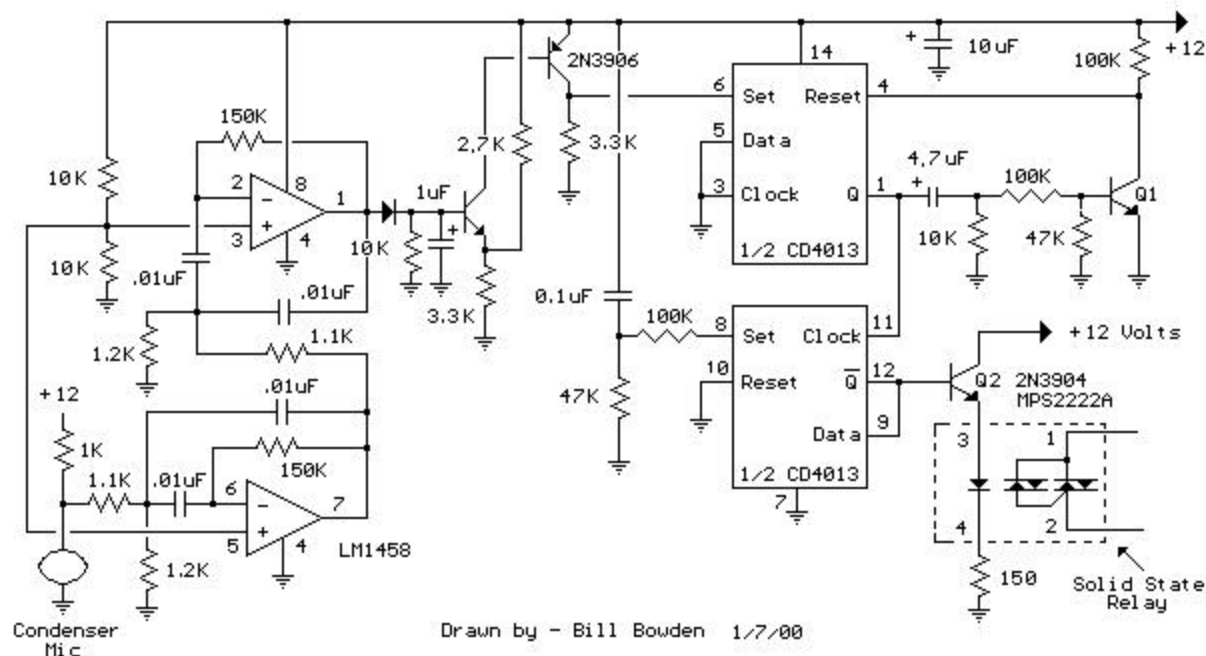 +12
10uF
+
100K
14
2N3906
6 Set
Reset 4
150K
5 Data
2.7K
3.3K
4.7uF
+
10K
2
-
8
1
1uF
+
3 Clock
Q 1
100K
Q1
+
3
4
10K
10K
47K
10K
1/2 CD4013
.01uF
.01uF
3.3K
0.1uF
100K
8 Set
Clock 11
+12 Volts
1.2K
1.1K
10 Reset
Q̅ 12
Q2 2N3904
MPS2222A
+12
.01uF
47K
Data 9
3
1
1K
150K
1/2 CD4013
1.1K
.01uF
6
-
7
7
+
5
4
LM1458
4
2
1.2K
150
Solid State
Relay
Condenser
Mic
Drawn by - Bill Bowden 1/7/00